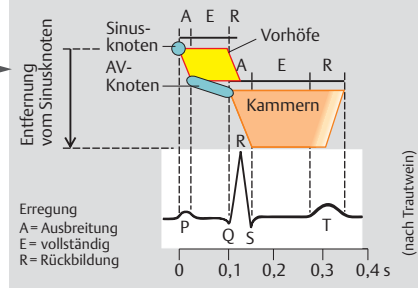 A E R
Sinus-
knoten
Vorhöfe
AV-
Knoten
A E R
Kammern
Entfernung
vom Sinusknoten
R
Erregung
A = Ausbreitung
E = vollständig
R = Rückbildung
P
Q
S
T
0 0,1 0,2 0,3 0,4 s
(nach Trautwein)